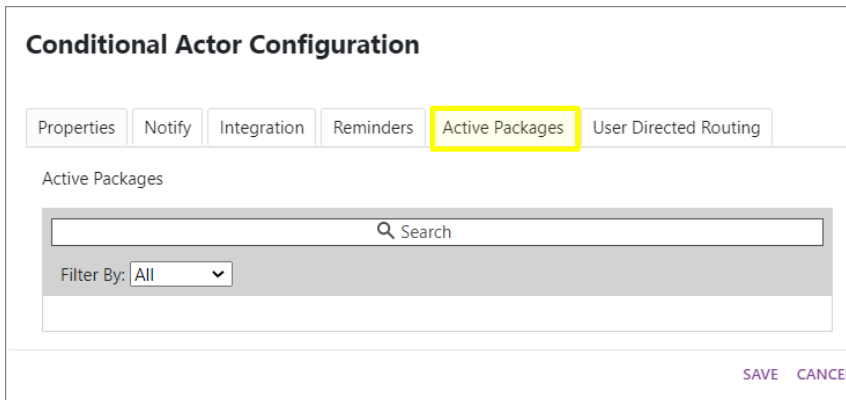 Conditional Actor Configuration
Properties Notify Integration Reminders Active Packages User Directed Routing
Active Packages
Search
Filter By: All
SAVE CANCE